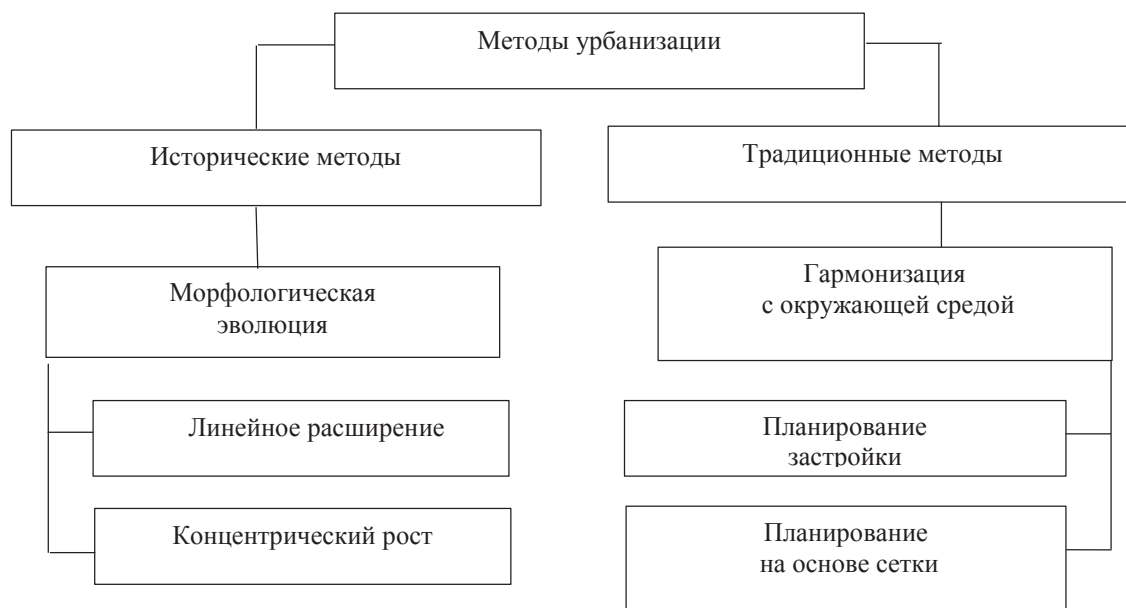 Методы урбанизации
Исторические методы
Традиционные методы
Морфологическая
эволюция
Гармонизация
с окружающей средой
Линейное расширение
Планирование
застройки
Концентрический рост
Планирование
на основе сетки